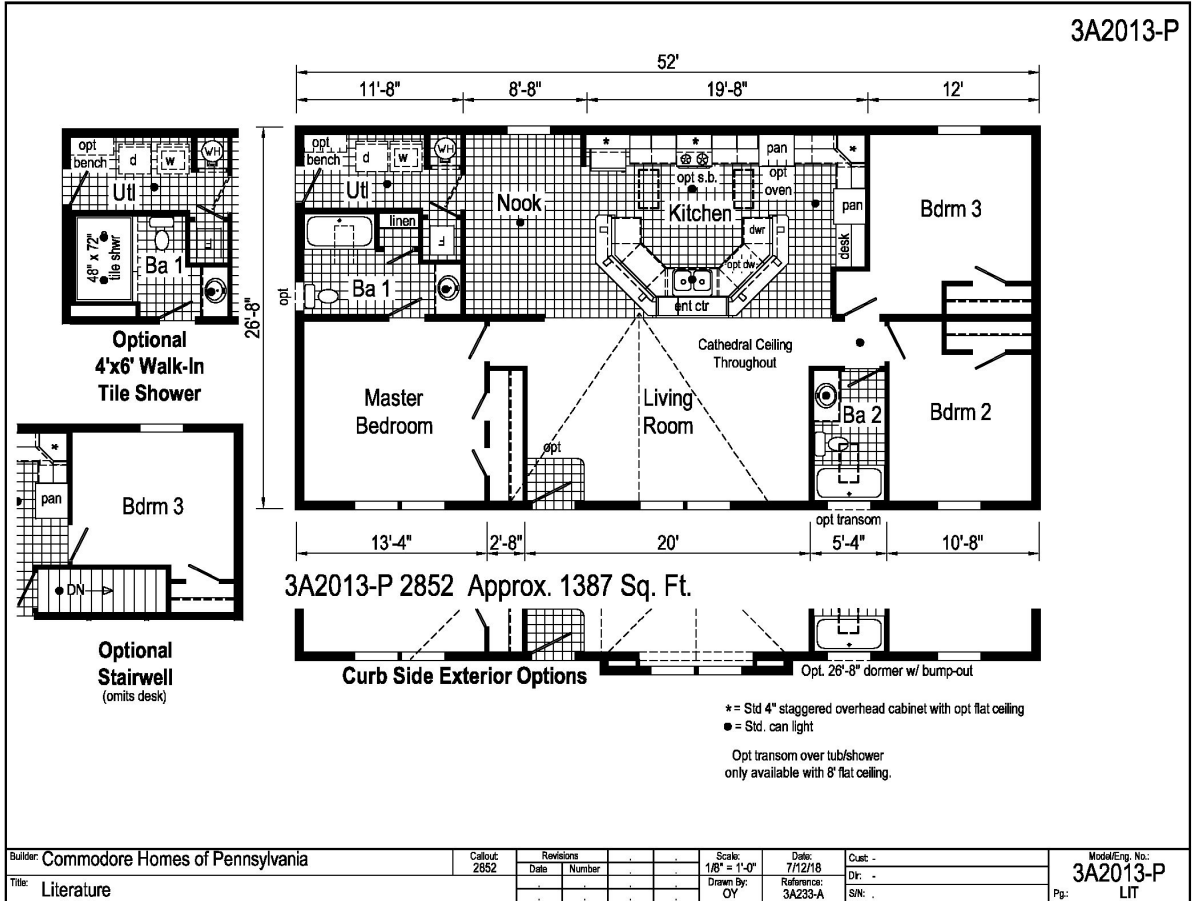 3A2013-P
52'
11'-8" 8'-8" 19'-8" 12'
26'-8"
opt
bench
d
w
WH
Utl
48" x 72"
tile shwr
Ba 1
F
Optional
4'x6' Walk-In
Tile Shower
opt
bench
d
w
WH
Utl
linen
F
Ba 1
opt
Nook
*
*
*
pan
opt s.b.
opt
oven
Kitchen
pan
dwr
desk
opt dw.
ent ctr
Bdrm 3
Cathedral Ceiling
Throughout
Master
Bedroom
Living
Room
opt
Ba 2
Bdrm 2
opt transom
*
pan
Bdrm 3
DN
Optional
Stairwell
(omits desk)
13'-4" 2'-8" 20' 5'-4" 10'-8"
3A2013-P 2852 Approx. 1387 Sq. Ft.
Curb Side Exterior Options
Opt. 26'-8" dormer w/ bump-out
* = Std 4" staggered overhead cabinet with opt flat ceiling
● = Std. can light
Opt transom over tub/shower
only available with 8' flat ceiling.
Builder: Commodore Homes of Pennsylvania
Title: Literature
Callout:
2852
Revisions
Date Number
Scale:
1/8" = 1'-0"
Drawn By:
OY
Date:
7/12/18
Reference:
3A233-A
Cust: -
Dir: -
S/N: .
Model/Eng. No.:
3A2013-P
Pg.: LIT